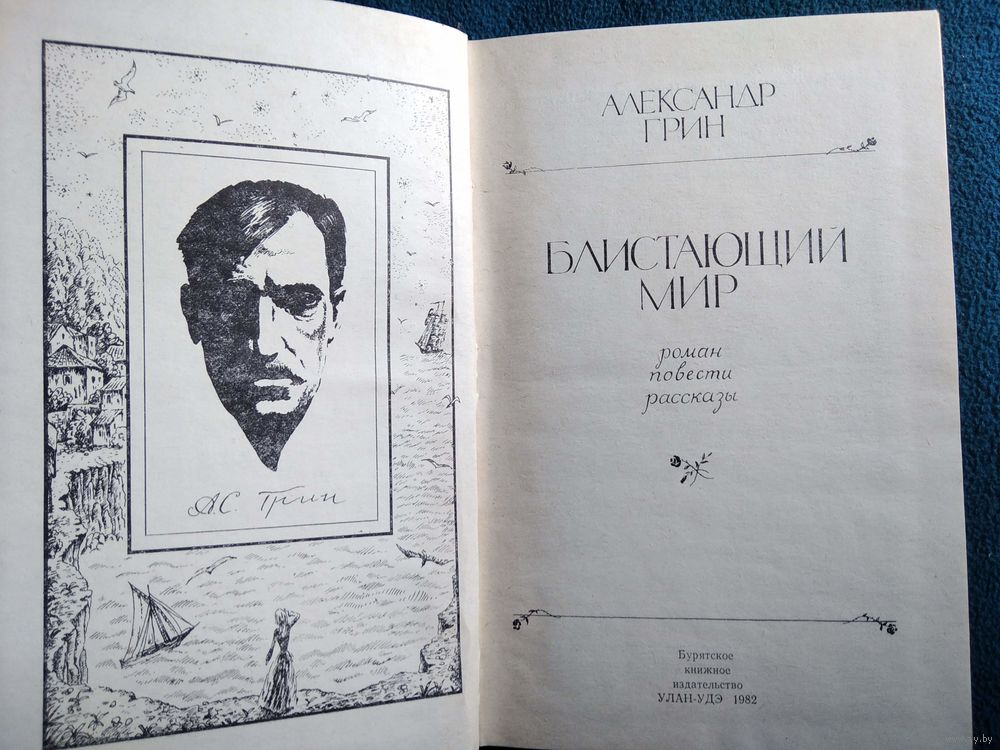 А.С. Грин
АЛЕКСАНДР
ГРИН
БЛИСТАЮЩИЙ
МИР
роман
повести
рассказы
Бурятское
книжное
издательство
УЛАН-УДЭ 1982